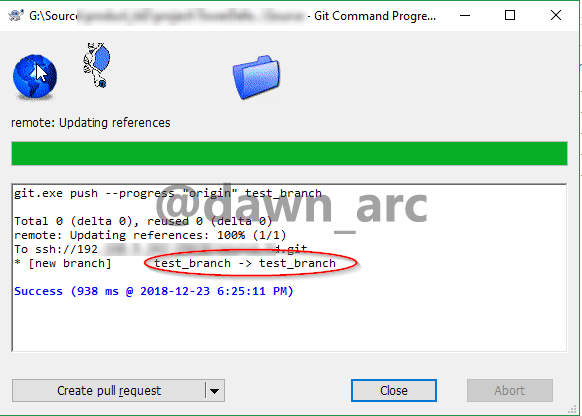 G:\Source - Git Command Progre...
remote: Updating references
git.exe push --progress "origin" test_branch
@dawn_arc
Total 0 (delta 0), reused 0 (delta 0)
remote: Updating references: 100% (1/1)
To ssh://192 .git
* [new branch] test_branch -> test_branch
Success (938 ms @ 2018-12-23 6:25:11 PM)
Create pull request
Close
Abort